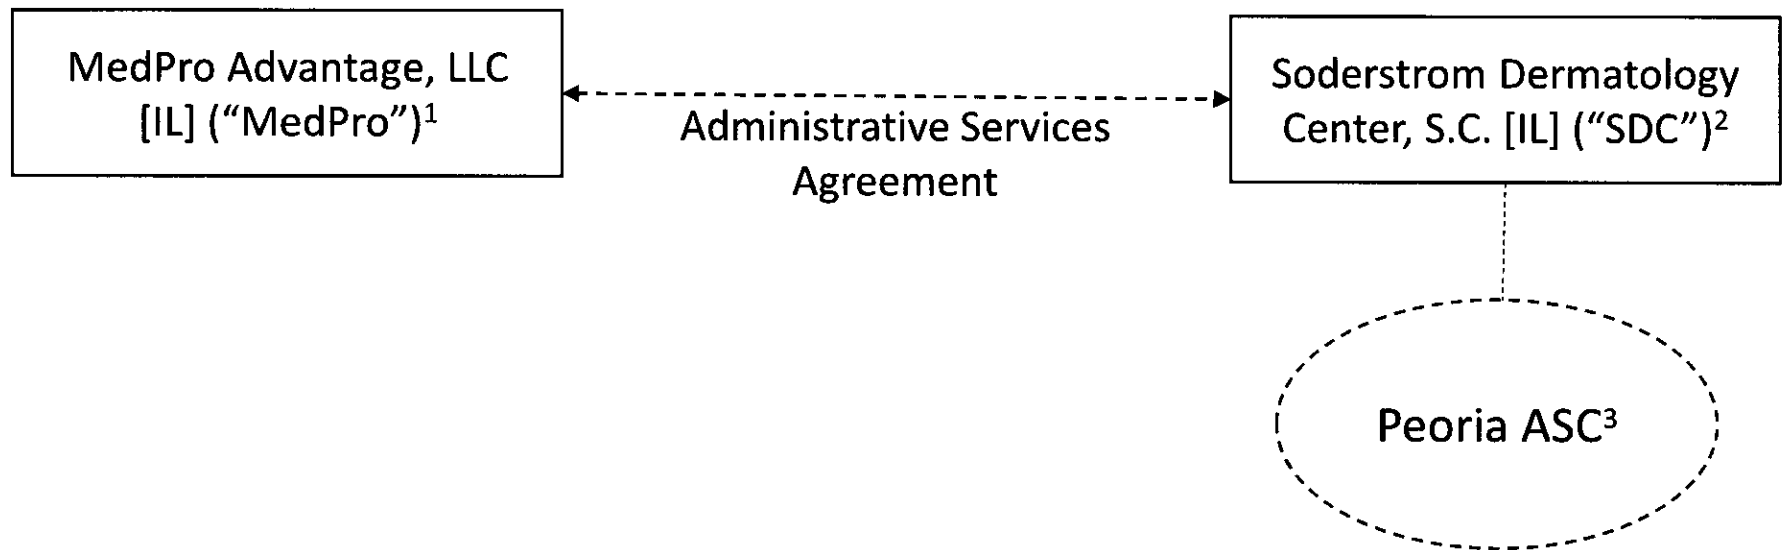 MedPro Advantage, LLC
[IL] (“MedPro”)¹
Administrative Services
Agreement
Soderstrom Dermatology
Center, S.C. [IL] (“SDC”)²
Peoria ASC³